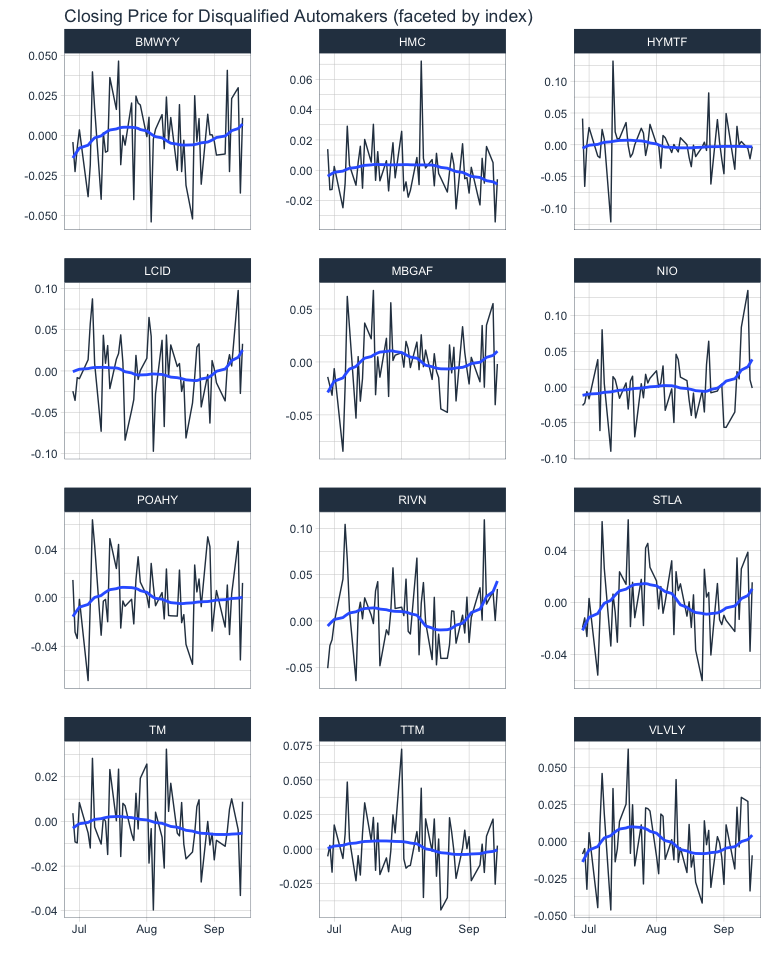 Closing Price for Disqualified Automakers (faceted by index)
BMWYY HMC HYMTF
0.050 0.025 0.000 -0.025 -0.050
0.06 0.04 0.02 0.00 -0.02
0.10 0.05 0.00 -0.05 -0.10
LCID MBGAF NIO
0.10 0.05 0.00 -0.05 -0.10
0.05 0.00 -0.05
0.10 0.05 0.00 -0.05 -0.10
POAHY RIVN STLA
0.04 0.00 -0.04
0.10 0.05 0.00 -0.05
0.04 0.00 -0.04
TM TTM VLVLY
0.02 0.00 -0.02 -0.04
0.075 0.050 0.025 0.000 -0.025
0.050 0.025 0.000 -0.025 -0.050
Jul Aug Sep Jul Aug Sep Jul Aug Sep